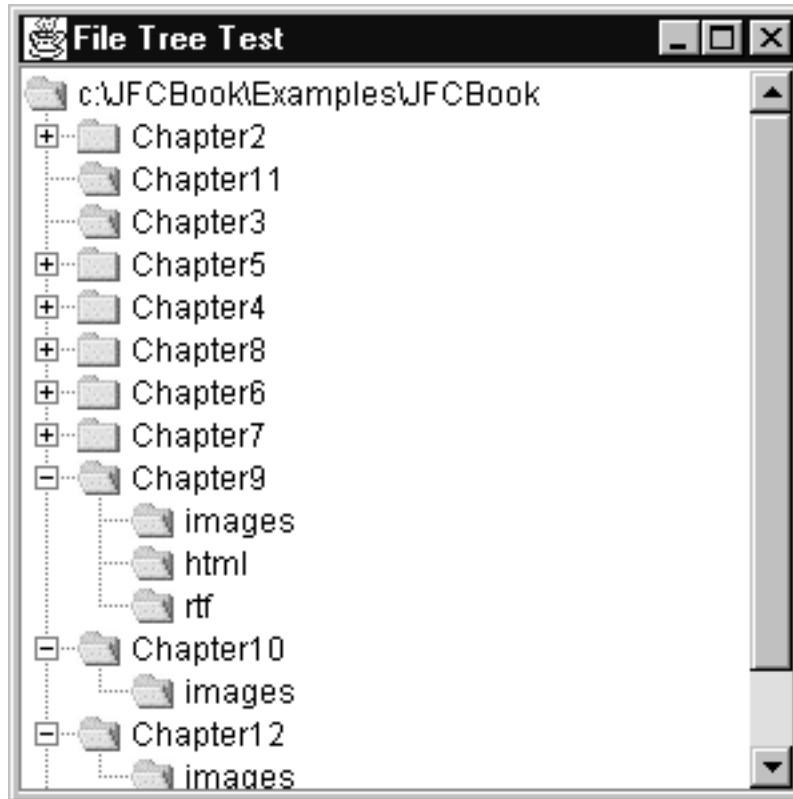 File Tree Test
c:\JFCBook\Examples\JFCBook
Chapter2
Chapter11
Chapter3
Chapter5
Chapter4
Chapter8
Chapter6
Chapter7
Chapter9
images
html
rtf
Chapter10
images
Chapter12
images